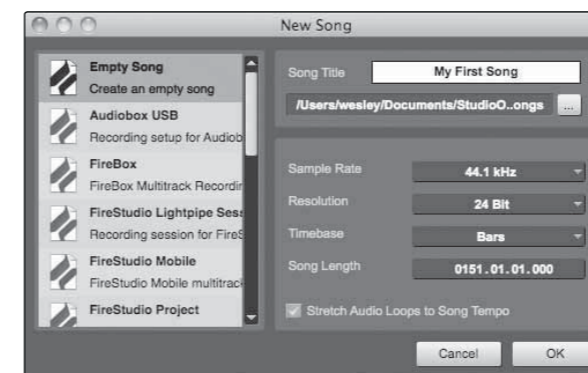 New Song
Empty Song
Create an empty song
Audiobox USB
Recording setup for Audiob
FireBox
FireBox Multitrack Recordin
FireStudio Lightpipe Sess
Recording session for FireS
FireStudio Mobile
FireStudio Mobile multitrack
FireStudio Project
Song Title
My First Song
/Users/wesley/Documents/StudioO..ongs
...
Sample Rate
44.1 kHz
Resolution
24 Bit
Timebase
Bars
Song Length
0151.01.01.000
Stretch Audio Loops to Song Tempo
Cancel
OK